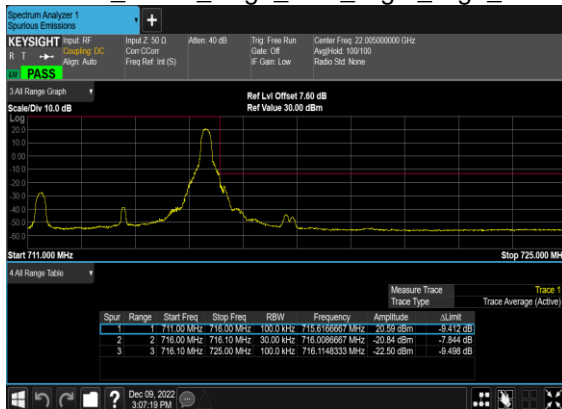 Spectrum Analyzer 1
Spurious Emissions
+
KEYSIGHT Input: RF Input Z: 50 Ω Atten: 40 dB Trig: Free Run Center Freq: 22.005000000 GHz
R T Coupling: DC Corr CCorr Gate: Off Avg|Hold: 100/100
Align: Auto Freq Ref: Int (S) IF Gain: Low Radio Std: None
PASS
3 All Range Graph
Ref Lvl Offset 7.60 dB
Scale/Div 10.0 dB Ref Value 30.00 dBm
Log
20.0
10.0
0.00
-10.0
-20.0
-30.0
-40.0
-50.0
-60.0
Start 711.000 MHz Stop 725.000 MH
4 All Range Table
Measure Trace Trace 1
Trace Type Trace Average (Active)
Spur Range Start Freq Stop Freq RBW Frequency Amplitude ΔLimit
1 1 711.00 MHz 716.00 MHz 100.0 kHz 715.6166667 MHz 20.59 dBm -9.412 dB
2 2 716.00 MHz 716.10 MHz 30.00 kHz 716.0086667 MHz -20.84 dBm -7.844 dB
3 3 716.10 MHz 725.00 MHz 100.0 kHz 716.1148333 MHz -22.50 dBm -9.498 dB
? Dec 09, 2022
3:07:19 PM